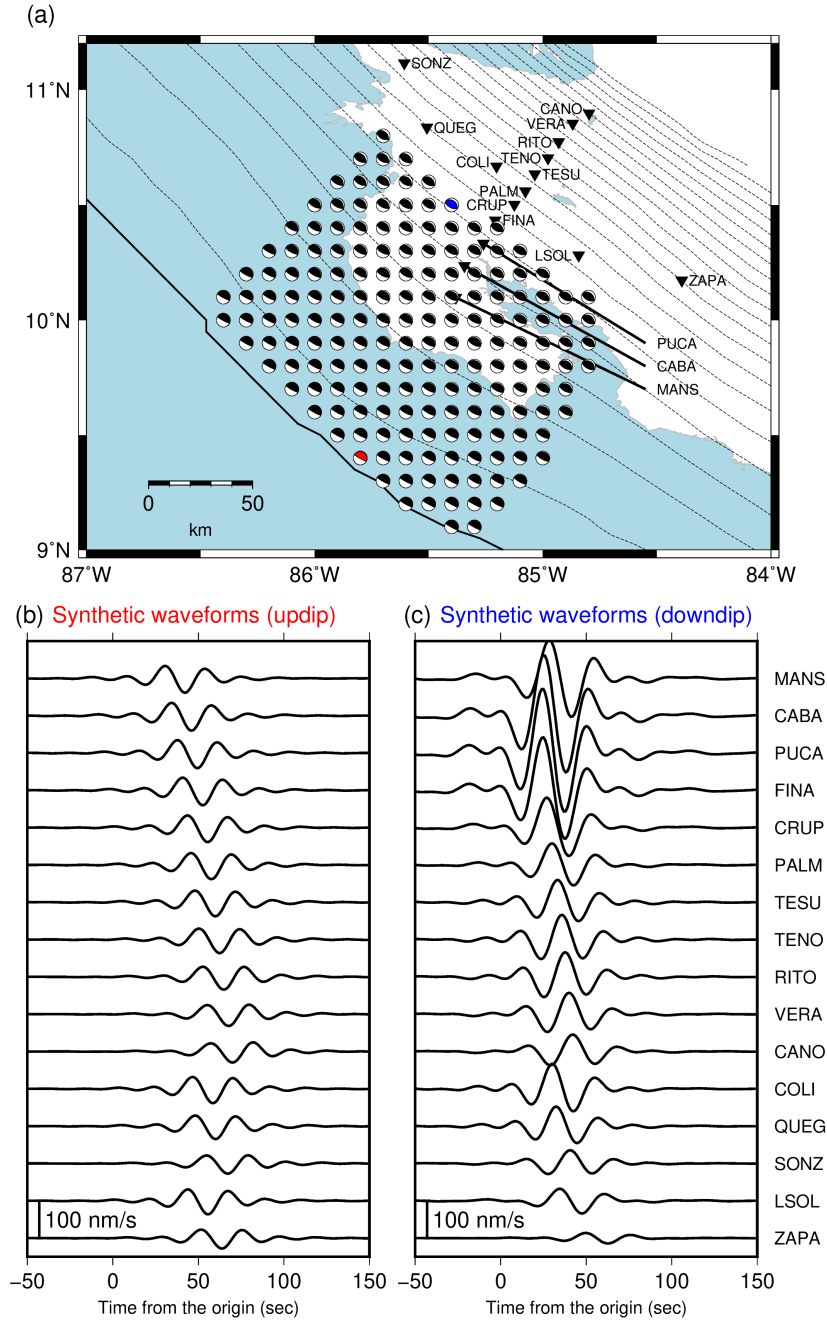 (a)
SONZ
11°N
CANO
VERA
QUEG
RITO
COLI
TENO
TESU
PALM
CRUP
FINA
LSOL
ZAPA
10°N
PUCA
CABA
MANS
0 50
km
9°N
87˚W 86˚W 85˚W 84˚W
(b) Synthetic waveforms (updip) (c) Synthetic waveforms (downdip)
MANS
CABA
PUCA
FINA
CRUP
PALM
TESU
TENO
RITO
VERA
CANO
COLI
QUEG
SONZ
LSOL
100 nm/s 100 nm/s
ZAPA
−50 0 50 100 150 −50 0 50 100 150
Time from the origin (sec) Time from the origin (sec)